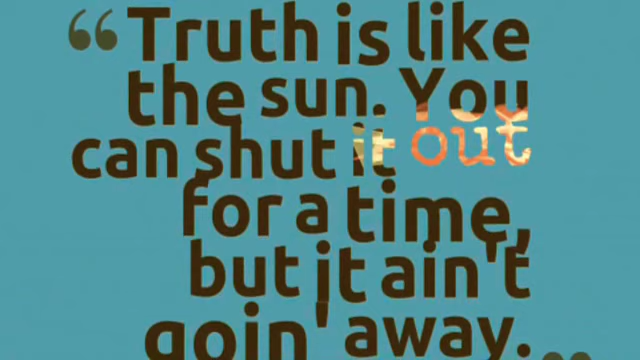 “Truth is like
the sun. You
can shut it out
for a time,
but it ain't
goin' away.”